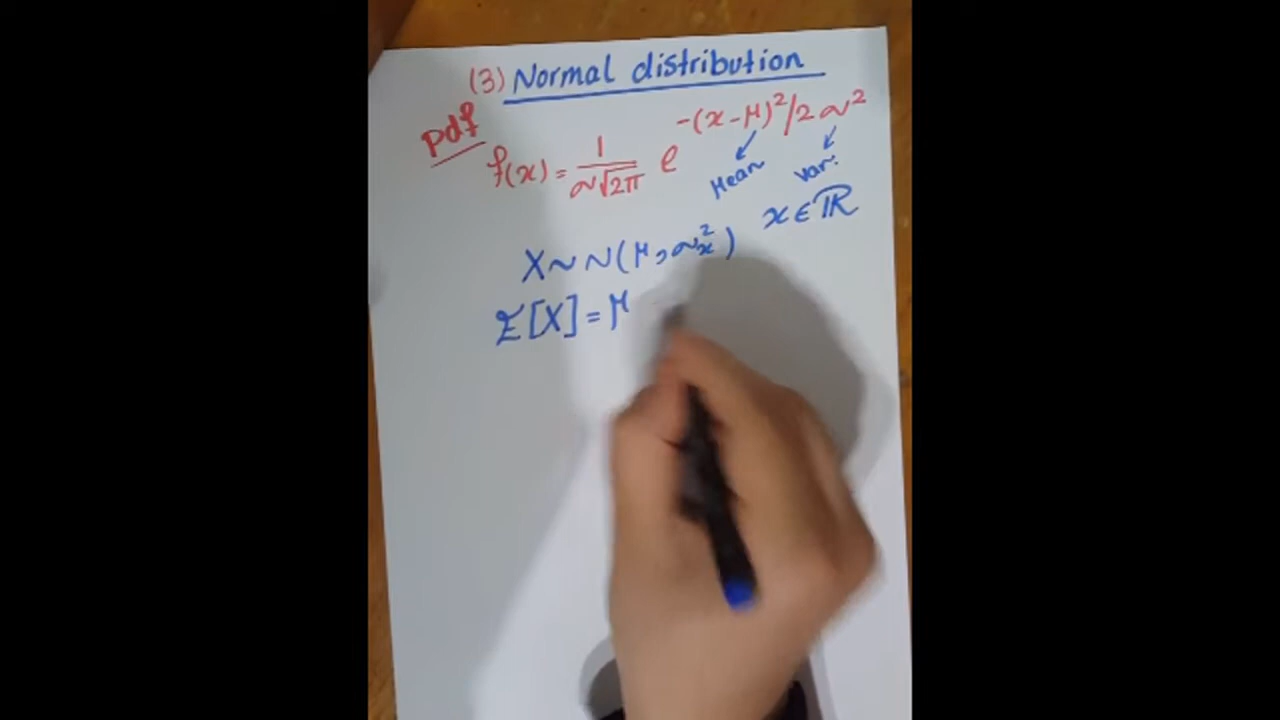 (3) Normal distribution
pdf
f(x) = 1/(σ√2π) e^-(x-μ)²/2σ²
Mean Var.
x ∈ ℝ
X ~ N(μ, σₓ²)
E[X] = μ